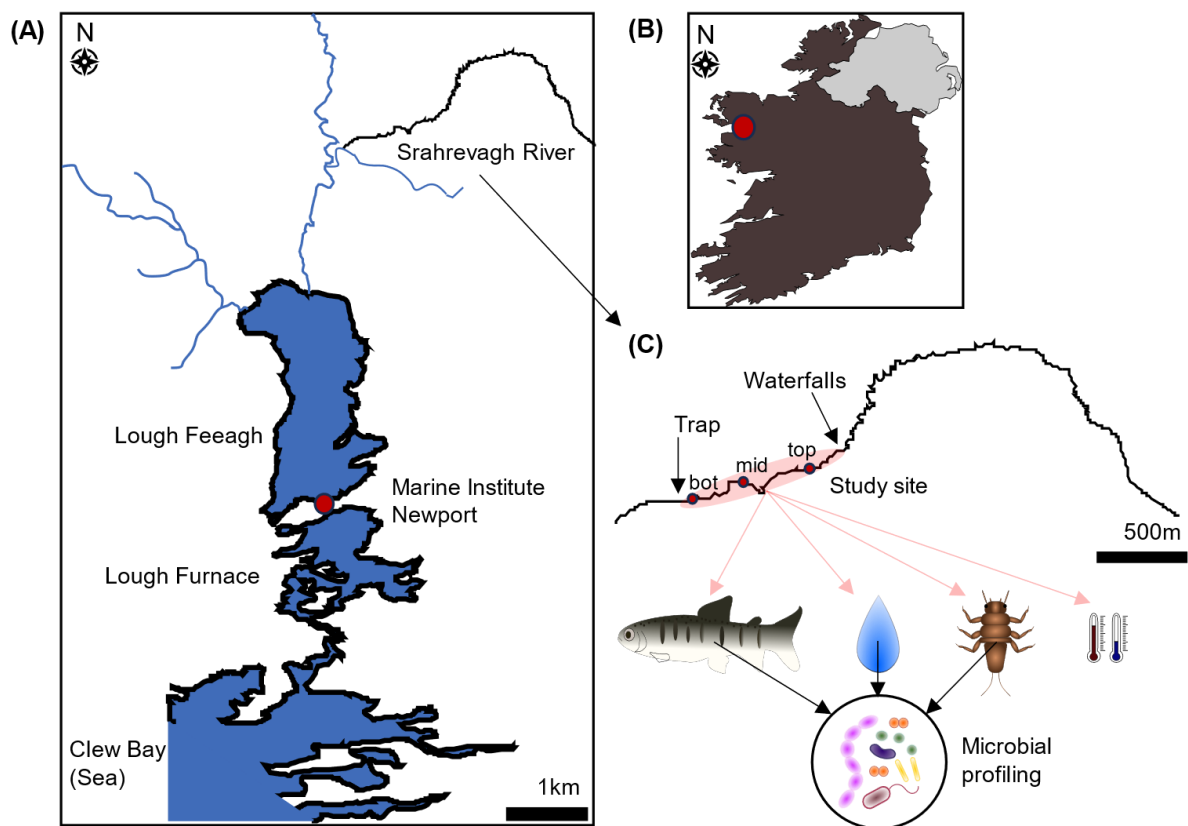 (A)
N
Srahrevagh River
Lough Feeagh
Marine Institute
Newport
Lough Furnace
Clew Bay
(Sea)
1km
(B)
N
(C)
Waterfalls
Trap
top
mid
bot
Study site
500m
Microbial
profiling